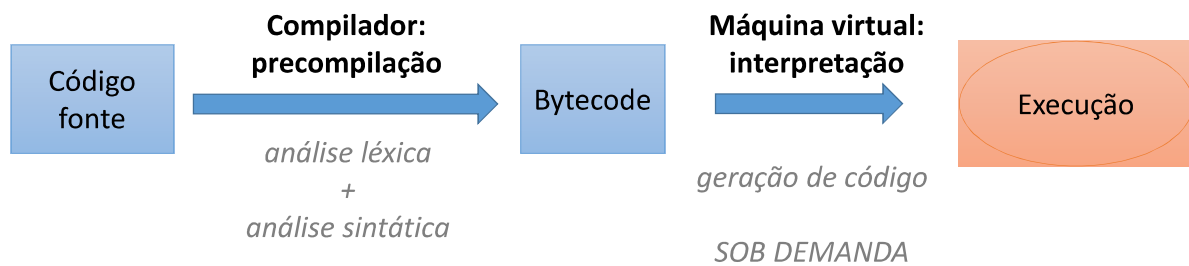 Código
fonte
Compilador:
precompilação
análise léxica
+
análise sintática
Bytecode
Máquina virtual:
interpretação
geração de código
SOB DEMANDA
Execução